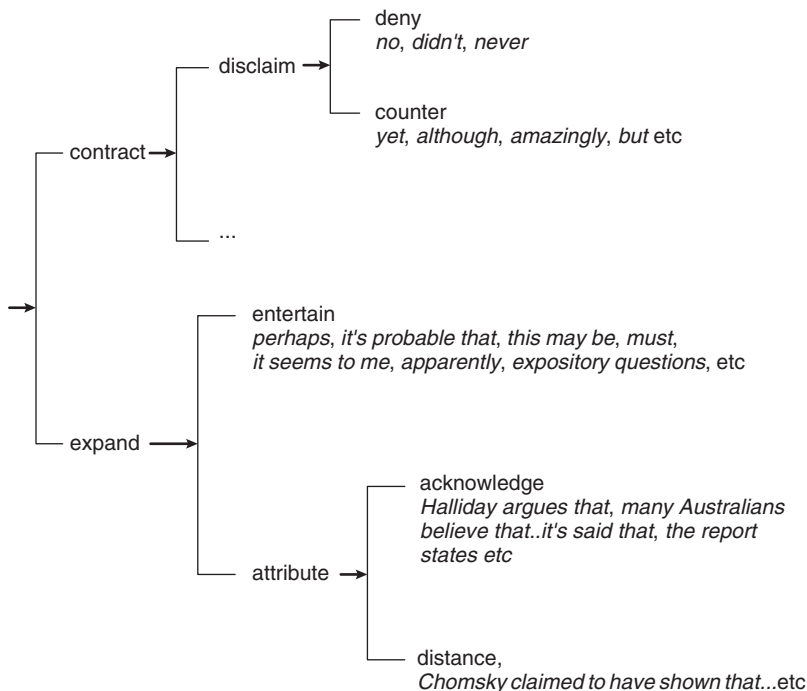 deny
no, didn't, never
disclaim
counter
yet, although, amazingly, but etc
contract
...
entertain
perhaps, it's probable that, this may be, must,
it seems to me, apparently, expository questions, etc
expand
acknowledge
Halliday argues that, many Australians
believe that..it's said that, the report
states etc
attribute
distance,
Chomsky claimed to have shown that...etc